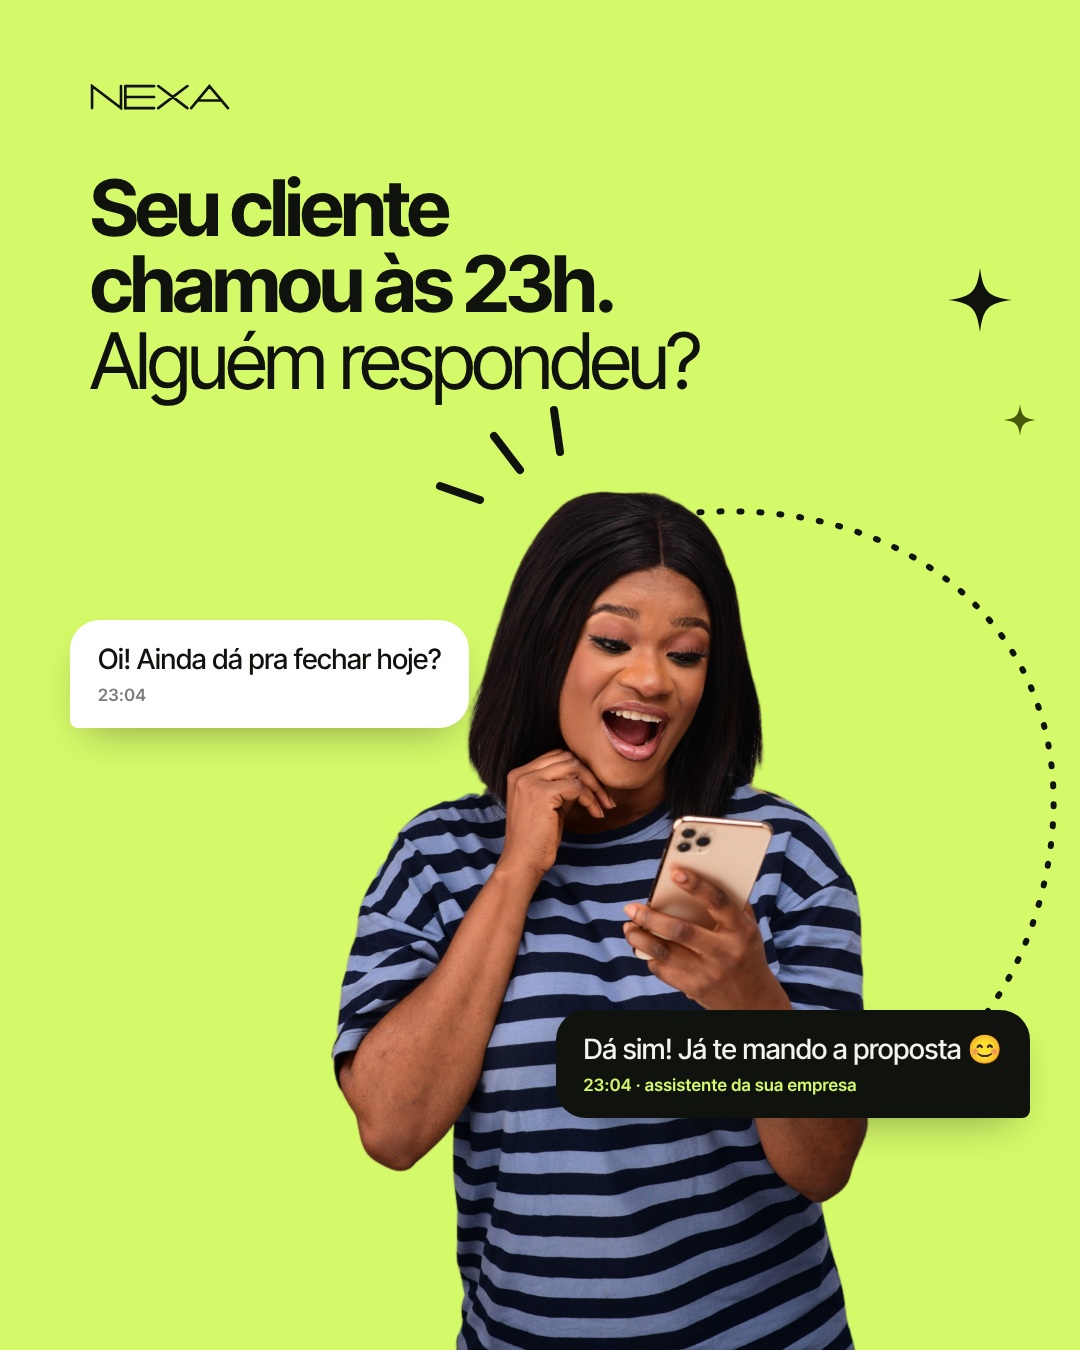 NEXA
Seu cliente
chamou às 23h.
Alguém respondeu?
Oi! Ainda dá pra fechar hoje?
23:04
Dá sim! Já te mando a proposta 😊
23:04 · assistente da sua empresa